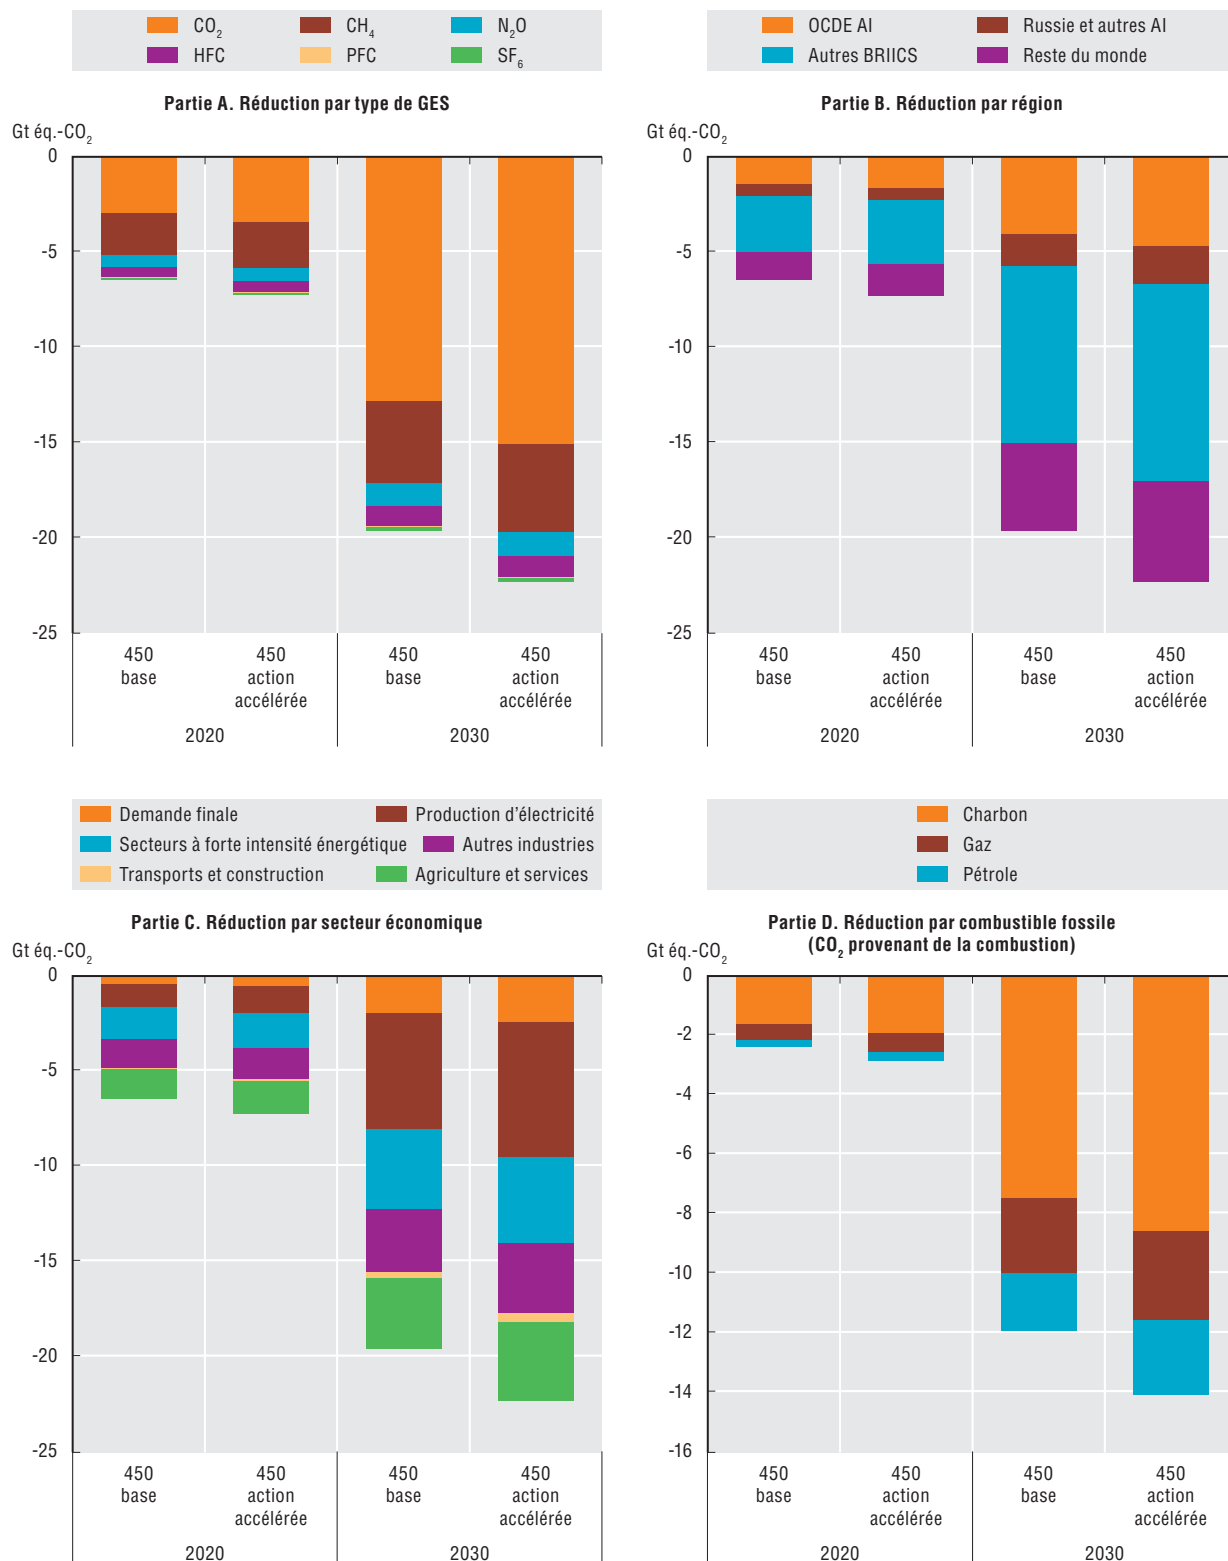 CO2 CH4 N2O
HFC PFC SF6
Partie A. Réduction par type de GES
Gt éq.-CO2
0
-5
-10
-15
-20
-25
450 base
450 action accélérée
450 base
450 action accélérée
2020
2030
OCDE AI Russie et autres AI
Autres BRIICS Reste du monde
Partie B. Réduction par région
Gt éq.-CO2
0
-5
-10
-15
-20
-25
450 base
450 action accélérée
450 base
450 action accélérée
2020
2030
Demande finale Production d'électricité
Secteurs à forte intensité énergétique Autres industries
Transports et construction Agriculture et services
Partie C. Réduction par secteur économique
Gt éq.-CO2
0
-5
-10
-15
-20
-25
450 base
450 action accélérée
450 base
450 action accélérée
2020
2030
Charbon
Gaz
Pétrole
Partie D. Réduction par combustible fossile
(CO2 provenant de la combustion)
Gt éq.-CO2
0
-2
-4
-6
-8
-10
-12
-14
-16
450 base
450 action accélérée
450 base
450 action accélérée
2020
2030